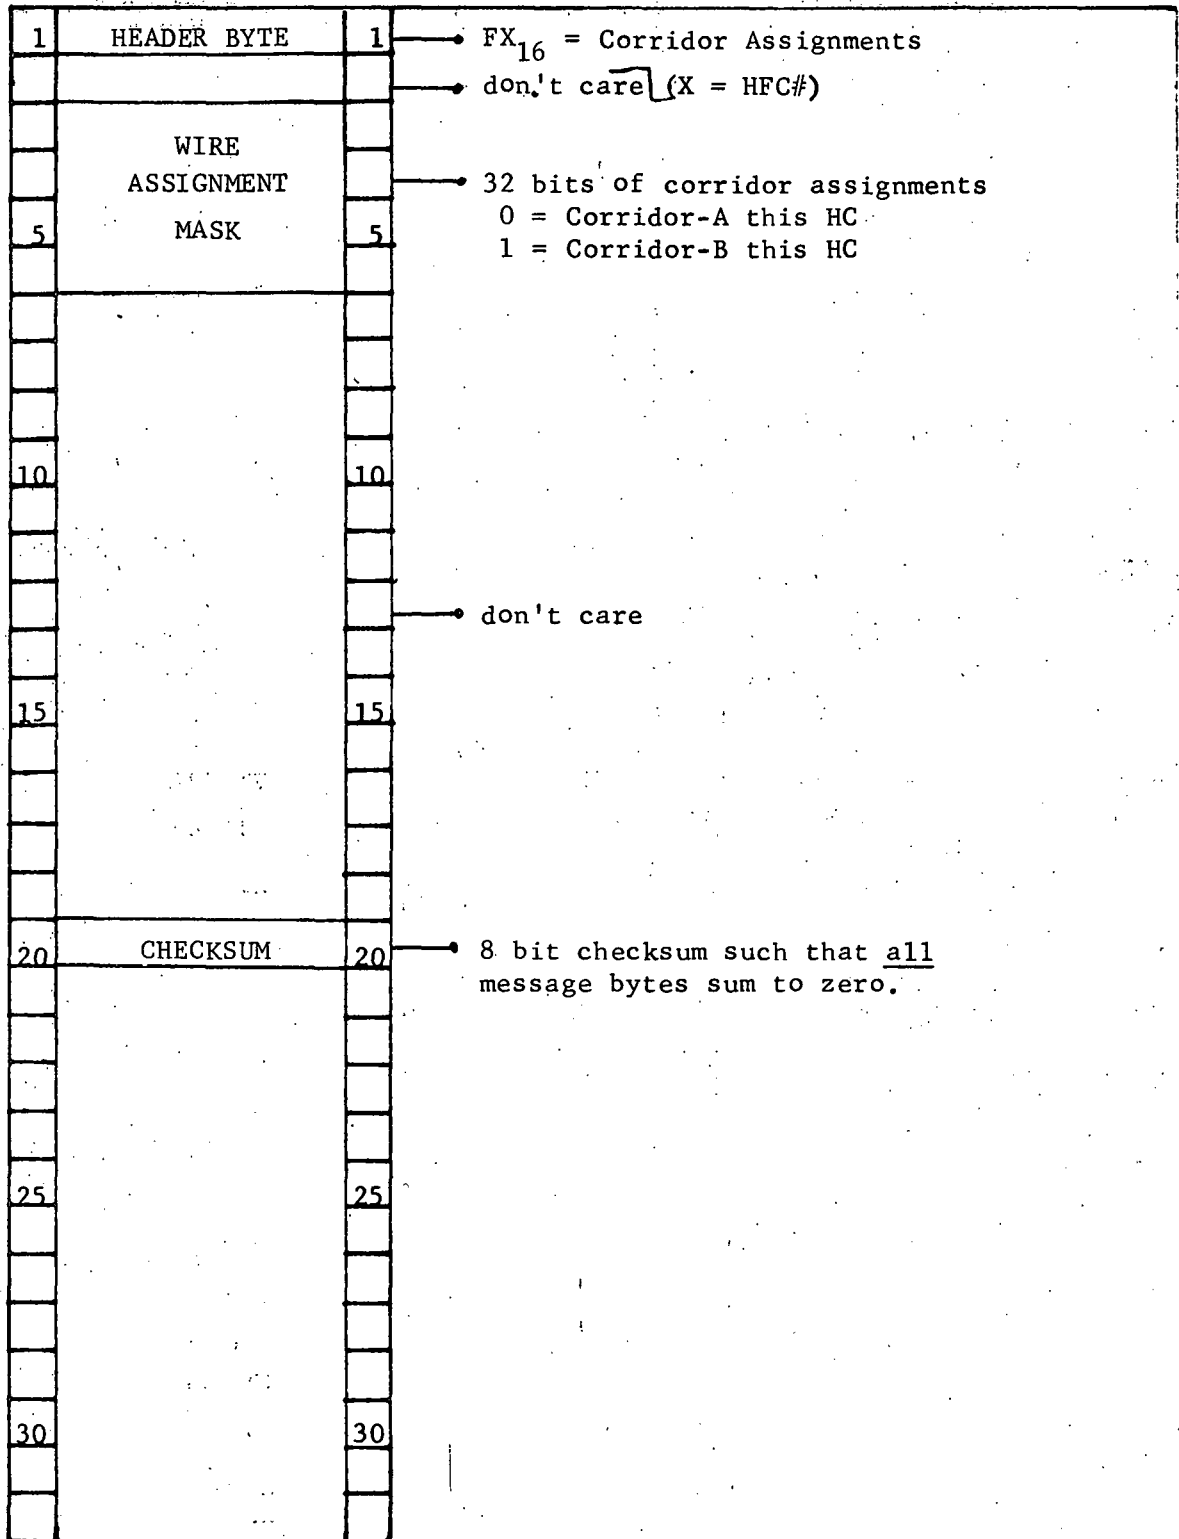 1 HEADER BYTE 1 FX16 = Corridor Assignments
don't care (X = HFC#)
WIRE
ASSIGNMENT
MASK
32 bits of corridor assignments
0 = Corridor-A this HC
1 = Corridor-B this HC
5 5
10 10
don't care
15 15
20 CHECKSUM 20 8 bit checksum such that all
message bytes sum to zero.
25 25
30 30